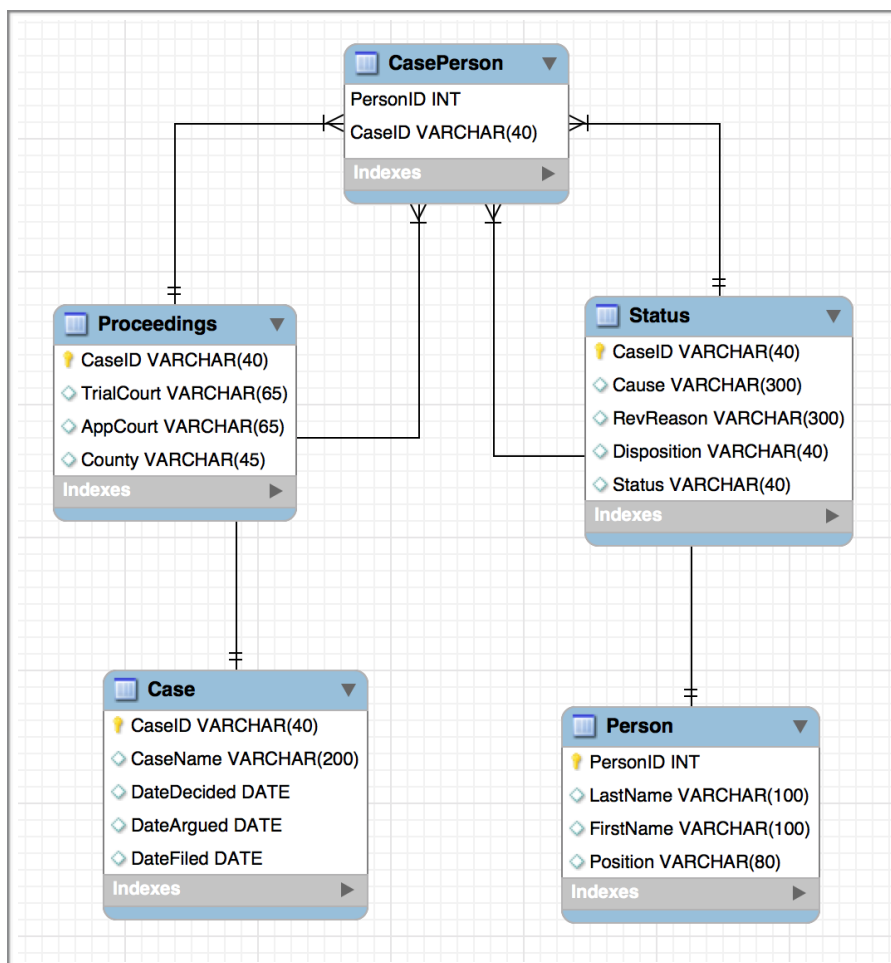 CasePerson
PersonID INT
CaseID VARCHAR(40)
Indexes
Proceedings
CaseID VARCHAR(40)
TrialCourt VARCHAR(65)
AppCourt VARCHAR(65)
County VARCHAR(45)
Indexes
Status
CaseID VARCHAR(40)
Cause VARCHAR(300)
RevReason VARCHAR(300)
Disposition VARCHAR(40)
Status VARCHAR(40)
Indexes
Case
CaseID VARCHAR(40)
CaseName VARCHAR(200)
DateDecided DATE
DateArgued DATE
DateFiled DATE
Indexes
Person
PersonID INT
LastName VARCHAR(100)
FirstName VARCHAR(100)
Position VARCHAR(80)
Indexes